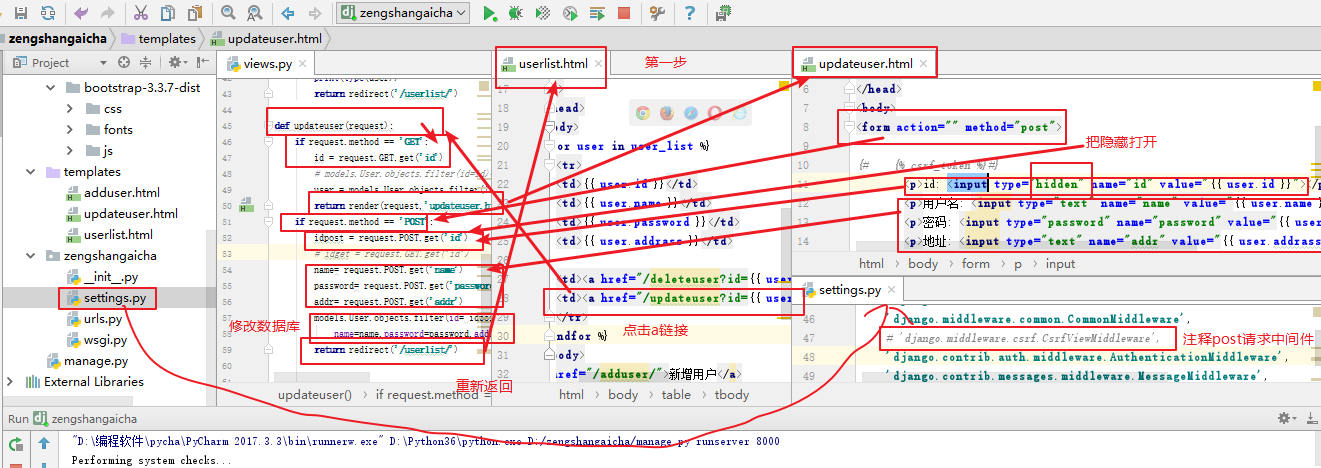 zengshangaicha
zengshangaicha templates updateuser.html
Project
bootstrap-3.3.7-dist
css
fonts
js
templates
adduser.html
updateuser.html
userlist.html
zengshangaicha
__init__.py
settings.py
urls.py
wsgi.py
manage.py
External Libraries
views.py
43 return redirect('/userlist/')
44
45 def updateuser(request):
46 if request.method == 'GET':
47 id = request.GET.get('id')
48 # models.User.objects.filter(id=id
49 user = models.User.objects.filter(i
50 return render(request,'updateuser.h
51 if request.method == 'POST':
52 idpost = request.POST.get('id')
53 # idget = request.GET.get('id')
54 name= request.POST.get('name')
55 password= request.POST.get('password
56 addr= request.POST.get('addr')
57 models.User.objects.filter(id= idpos
58 name=name,password=password,add
59 return redirect('/userlist/')
修改数据库
重新返回
updateuser() if request.method =
userlist.html
第一步
17
18 head>
19 body>
20 or user in user_list %}
21 <tr>
22 <td>{{ user.id }}</td>
23 <td>{{ user.name }}</td>
24 <td>{{ user.password }}</td>
25 <td>{{ user.addrass }}</td>
<td><a href="/deleteuser?id={{ user
<td><a href="/updateuser?id={{ user
点击a链接
ndfor %}
body>
href="/adduser/">新增用户</a>
html body table tbody
updateuser.html
6 </head>
7 <body>
8 <form action="" method="post">
把隐藏打开
{# {% csrf_token %}#}
11 <p>id: <input type="hidden" name="id" value="{{ user.id }}"></p
12 <p>用户名: <input type="text" name="name" value="{{ user.name }
13 <p>密码: <input type="password" name="password" value="{{ user.
14 <p>地址: <input type="text" name="addr" value="{{ user.addrass
html body form p input
settings.py
46 'django.middleware.common.CommonMiddleware',
47 # 'django.middleware.csrf.CsrfViewMiddleware',
注释post请求中间件
48 'django.contrib.auth.middleware.AuthenticationMiddleware',
49 'django.contrib.messages.middleware.MessageMiddleware',
Run zengshangaicha
"D:\编程软件\pycha\PyCharm 2017.3.3\bin\runnerw.exe" D:\Python36\python.exe D:/zengshangaicha/manage.py runserver 8000
Performing system checks...